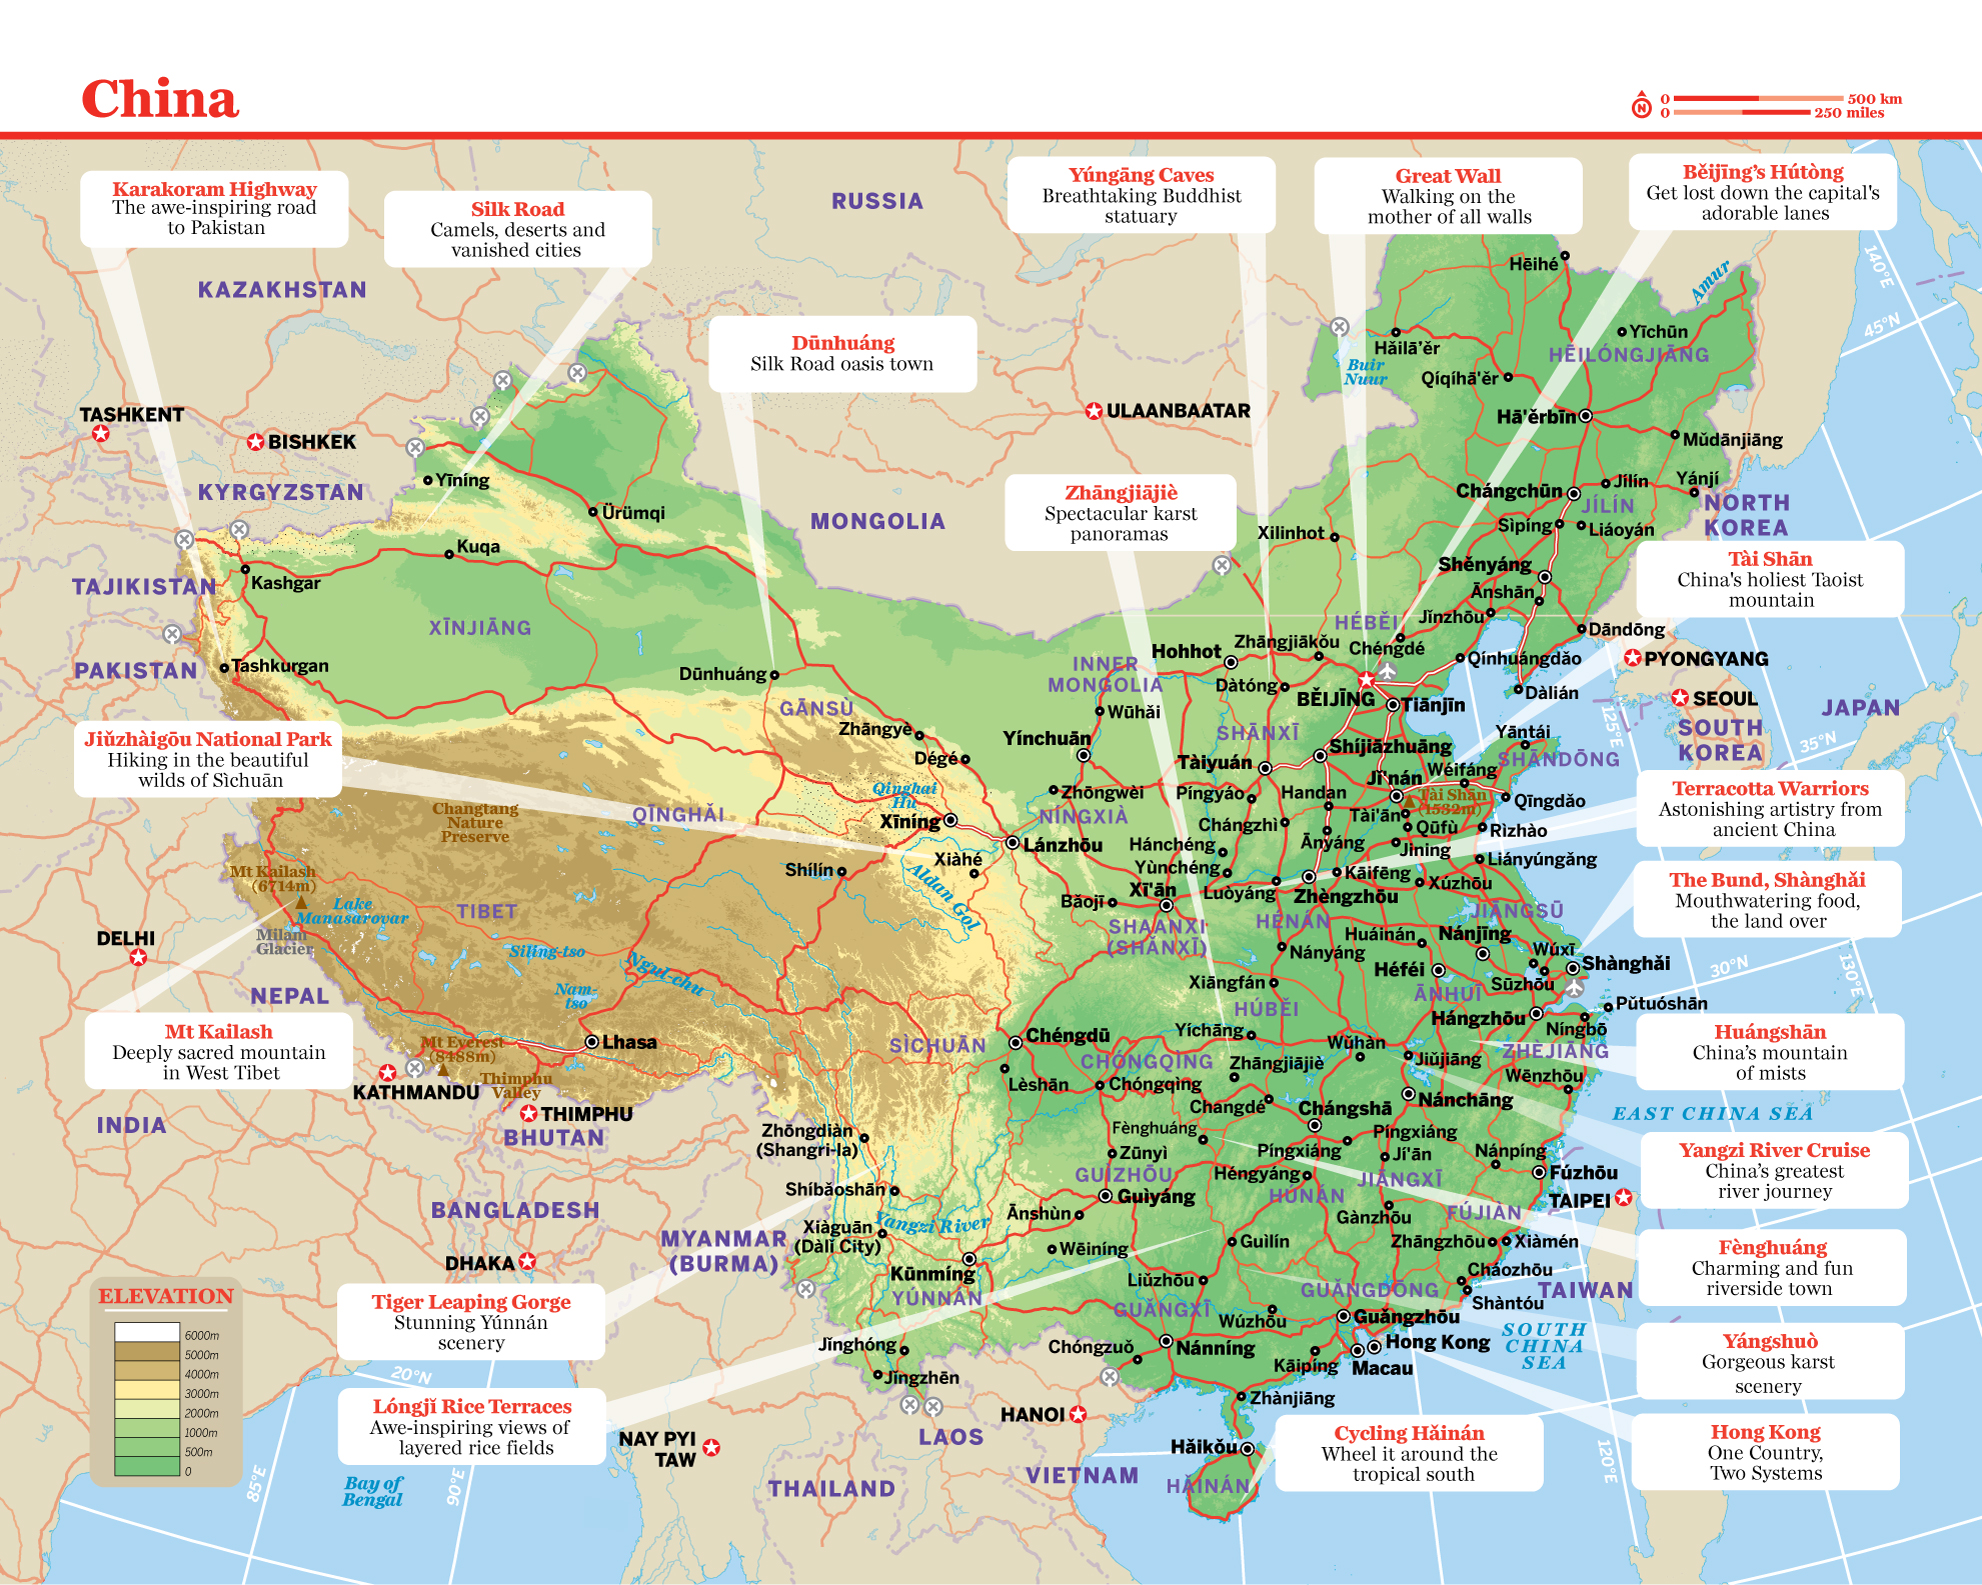 China
0 500 km
0 250 miles
Karakoram Highway
The awe-inspiring road
to Pakistan
Silk Road
Camels, deserts and
vanished cities
Dūnhuáng
Silk Road oasis town
Yúngāng Caves
Breathtaking Buddhist
statuary
Great Wall
Walking on the
mother of all walls
Běijīng's Hútòng
Get lost down the capital's
adorable lanes
Zhāngjiājiè
Spectacular karst
panoramas
Tài Shān
China's holiest Taoist
mountain
Jiǔzhàigōu National Park
Hiking in the beautiful
wilds of Sìchuān
Terracotta Warriors
Astonishing artistry from
ancient China
The Bund, Shànghǎi
Mouthwatering food,
the land over
Mt Kailash
Deeply sacred mountain
in West Tibet
Huángshān
China's mountain
of mists
Yangzi River Cruise
China's greatest
river journey
Fènghuáng
Charming and fun
riverside town
Tiger Leaping Gorge
Stunning Yúnnán
scenery
Yángshuò
Gorgeous karst
scenery
Lóngjǐ Rice Terraces
Awe-inspiring views of
layered rice fields
Cycling Hǎinán
Wheel it around the
tropical south
Hong Kong
One Country,
Two Systems
RUSSIA
KAZAKHSTAN
TASHKENT
BISHKEK
KYRGYZSTAN
TAJIKISTAN
PAKISTAN
MONGOLIA
ULAANBAATAR
NORTH
KOREA
PYONGYANG
SEOUL
SOUTH
KOREA
JAPAN
DELHI
NEPAL
KATHMANDU
THIMPHU
BHUTAN
INDIA
BANGLADESH
DHAKA
MYANMAR
(BURMA)
NAY PYI
TAW
THAILAND
LAOS
HANOI
VIETNAM
TAIPEI
TAIWAN
Hēihé
Amur
Yīchūn
HĒILÓNGJIĀNG
Hǎilā'ěr
Buir
Nuur
Qíqíhā'ěr
Hā'ěrbīn
Mǔdānjiāng
Chángchūn
Jílín
Yánjí
JÍLÍN
Sìpíng
Liáoyán
Xilinhot
Shěnyáng
Ānshān
Jǐnzhōu
Dāndōng
HÉBĚI
Chéngdé
Zhāngjiākǒu
Hohhot
Qínhuángdǎo
Dàlián
Dàtóng
BĚIJĪNG
Tiānjīn
INNER
MONGOLIA
Wūhǎi
Yínchuān
SHĀNXĪ
Shíjiāzhuāng
Tàiyuán
Yāntái
SHĀNDŌNG
Jǐ'nán
Wéifáng
Tài Shān
(1532m)
Qīngdǎo
Tài'ān
Qūfù
Rìzhào
Jìníng
Zhōngwèi
NÍNGXIÀ
Píngyáo
Handan
Chángzhì
Ānyáng
Hánchéng
Yùnchéng
Liányúngǎng
Kāifēng
Xúzhōu
Luòyáng
Zhèngzhōu
Bǎojī
Xī'ān
SHAANXI
(SHǍNXĪ)
HÉNÁN
JIĀNGSŪ
Huáinán
Nánjīng
Nányáng
Wúxī
Shànghǎi
Héféi
Sūzhōu
ĀNHUĪ
Xiāngfán
HÚBĚI
Hángzhōu
Pǔtuóshān
Níngbō
Yíchāng
Wǔhàn
Jiǔjiāng
ZHÈJIĀNG
Wēnzhōu
EAST CHINA SEA
Yīníng
Ürümqi
Kuqa
Kashgar
XĪNJIĀNG
Tashkurgan
Dūnhuáng
GĀNSÙ
Zhāngyè
Dégé
Qinghai
Hu
Xīníng
Lánzhōu
QĪNGHǍI
Xiàhé
Shílín
Aldan Gol
Changtang
Nature
Preserve
Mt Kailash
(6714m)
Lake
Manasarovar
Milam
Glacier
TIBET
Siling-tso
Ngul-chu
Nam-
tso
Lhasa
Mt Everest
(8488m)
Thimphu
Valley
SÌCHUĀN
Chéngdū
Lèshān
CHÓNGQÌNG
Chóngqìng
Zhāngjiājiè
Changdé
Chángshā
Nánchāng
Fènghuáng
Píngxiáng
Píngxiáng
Jí'ān
Nánpíng
Fúzhōu
Zūnyì
GUÌZHŌU
Guìyáng
Héngyáng
HÚNÁN
JIĀNGXĪ
Gànzhōu
FÚJIÀN
Zhāngzhōu
Xiàmén
Zhōngdiàn
(Shangri-la)
Shíbǎoshān
Xiàguān
(Dàlǐ City)
Yangzi River
Ānshùn
Wēiníng
Guìlín
Kūnmíng
YÚNNÁN
Liǔzhōu
GUǍNGXĪ
GUǍNGDŌNG
Cháozhōu
Shàntóu
Wúzhōu
Guǎngzhōu
Hong Kong
Macau
SOUTH
CHINA
SEA
Jǐnghóng
Jǐngzhēn
Chóngzuǒ
Nánníng
Kāipíng
Zhànjiāng
Hǎikǒu
HǍINÁN
Bay of
Bengal
ELEVATION
6000m
5000m
4000m
3000m
2000m
1000m
500m
0
140°E
45°N
125°E
35°N
30°N
130°E
20°N
85°E
90°E
120°E